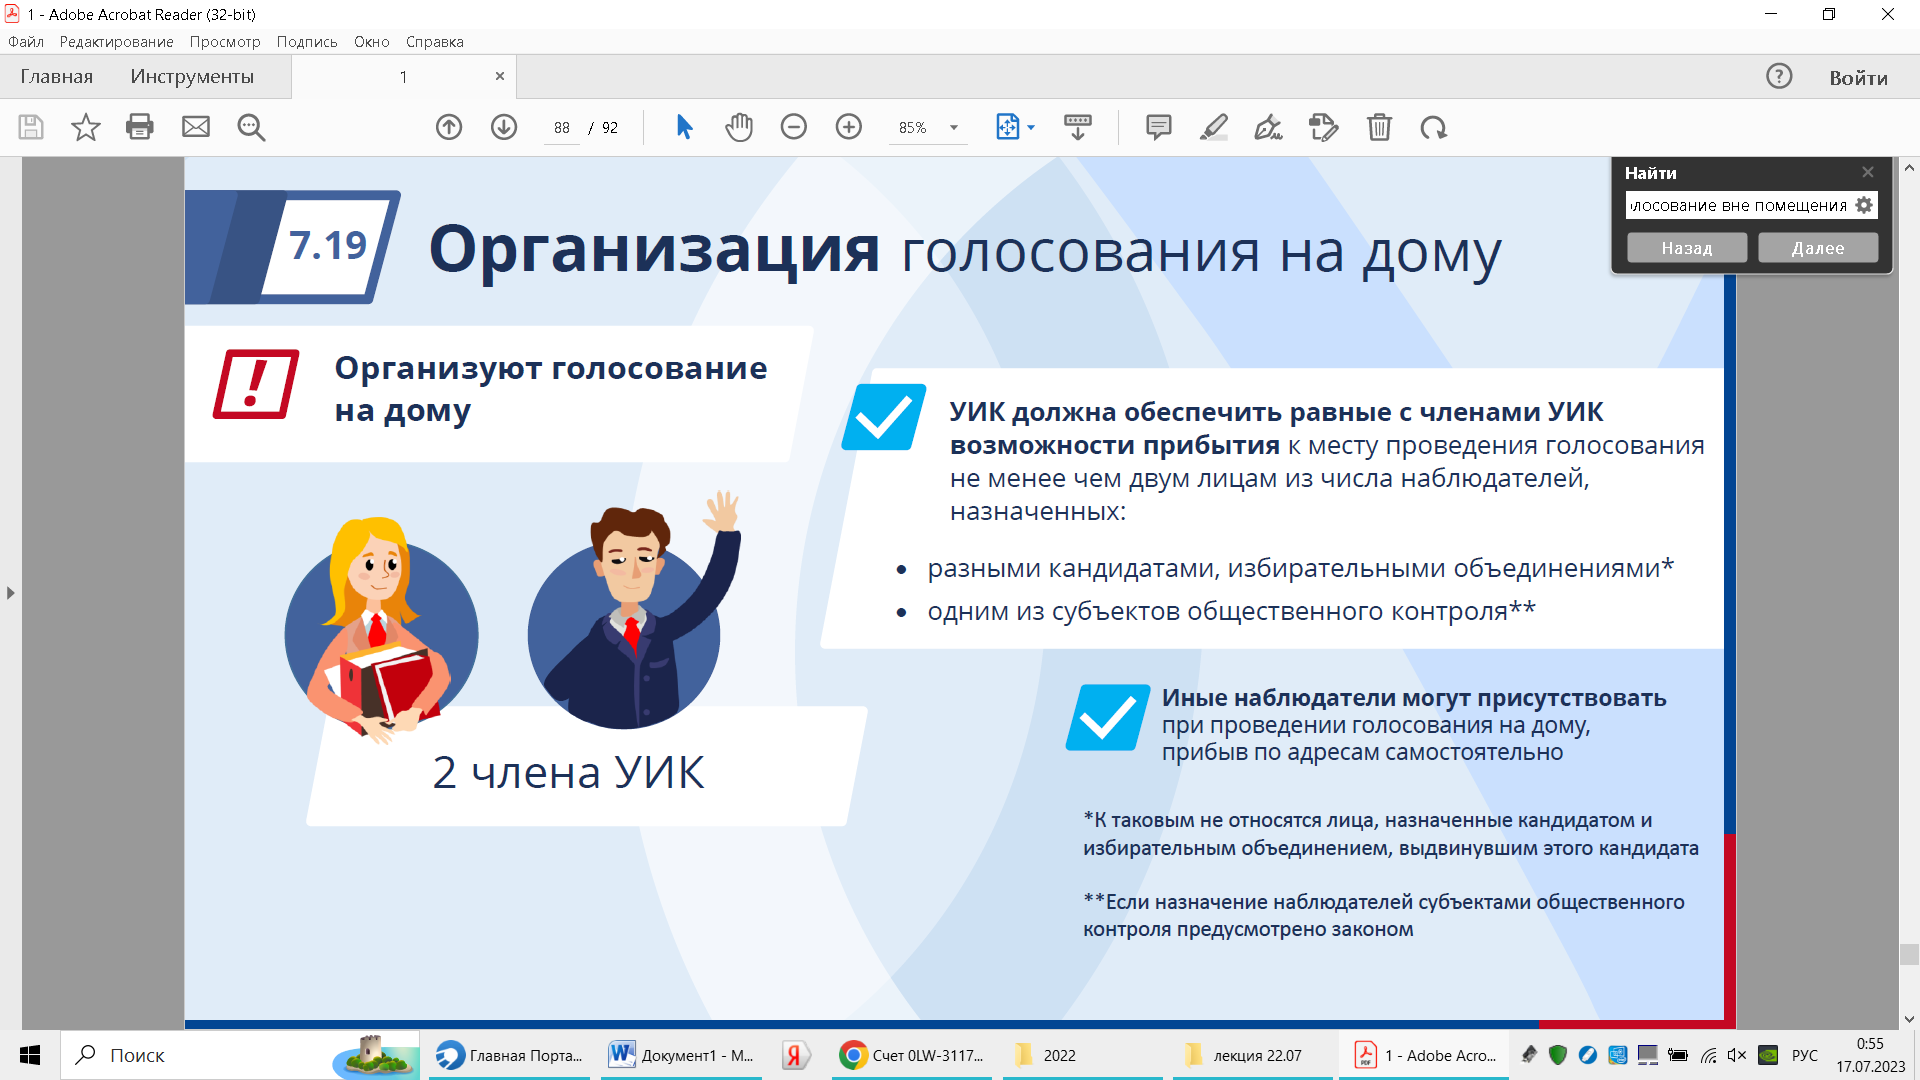 1 - Adobe Acrobat Reader (32-bit)
Файл Редактирование Просмотр Подпись Окно Справка
Главная Инструменты 1 Войти
88 / 92 85%
Найти
лосование вне помещения
Назад Далее
7.19
Организация голосования на дому
Организуют голосование
на дому
2 члена УИК
УИК должна обеспечить равные с членами УИК
возможности прибытия к месту проведения голосования
не менее чем двум лицам из числа наблюдателей,
назначенных:
• разными кандидатами, избирательными объединениями*
• одним из субъектов общественного контроля**
Иные наблюдатели могут присутствовать
при проведении голосования на дому,
прибыв по адресам самостоятельно
*К таковым не относятся лица, назначенные кандидатом и
избирательным объединением, выдвинувшим этого кандидата
**Если назначение наблюдателей субъектами общественного
контроля предусмотрено законом
Поиск
Главная Порта...
Документ1 - М...
Я
Счет 0LW-3117...
2022
лекция 22.07
1 - Adobe Acro...
РУС
0:55
17.07.2023